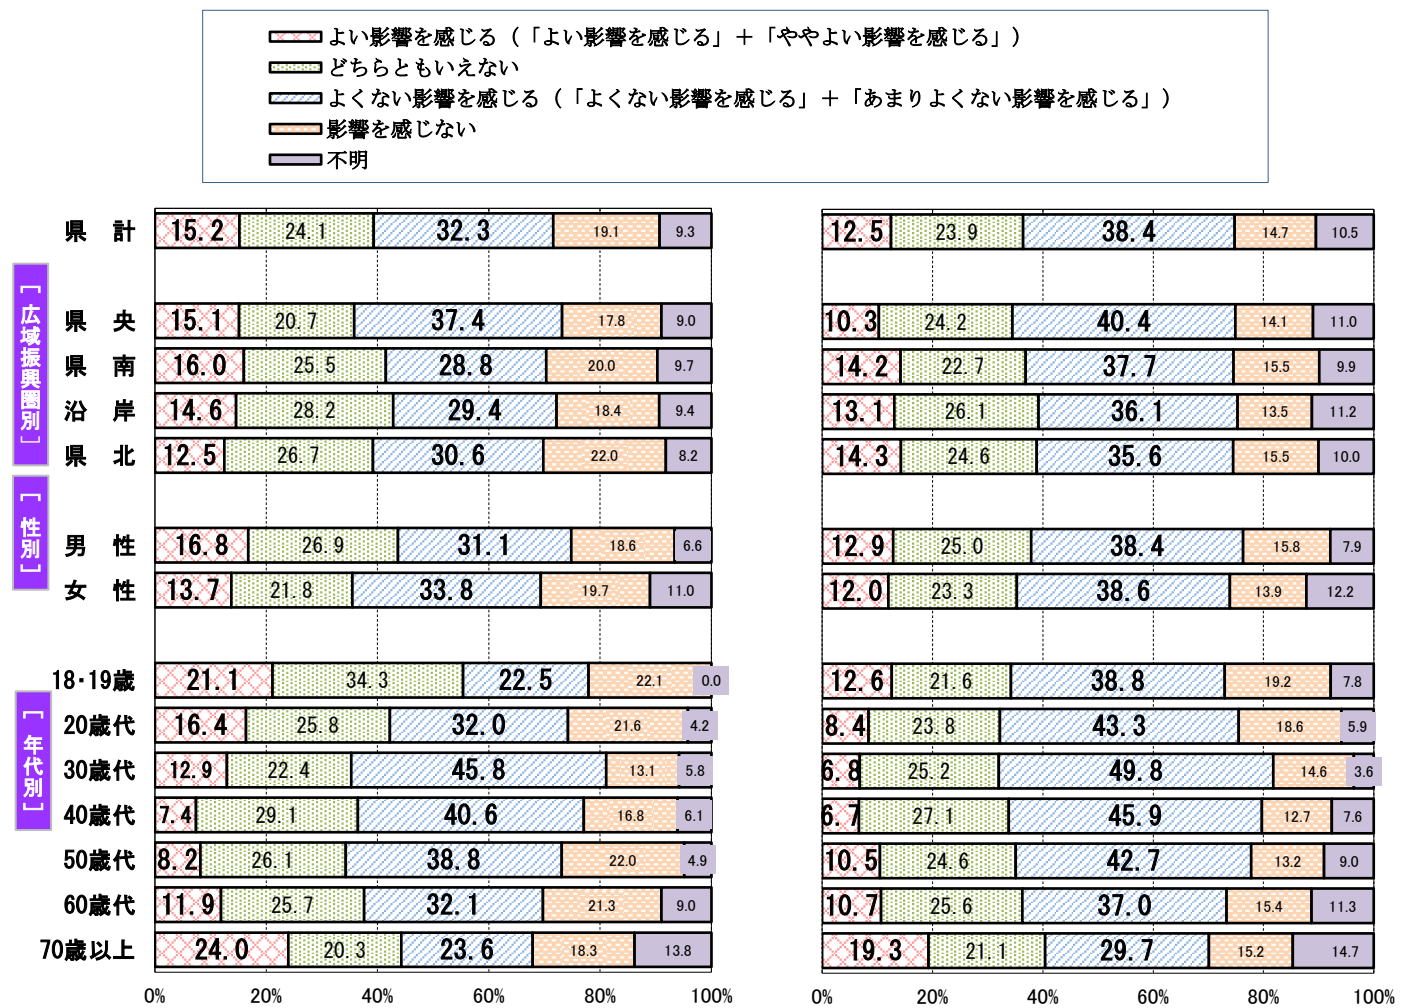 よい影響を感じる（「よい影響を感じる」＋「ややよい影響を感じる」）
どちらともいえない
よくない影響を感じる（「よくない影響を感じる」＋「あまりよくない影響を感じる」）
影響を感じない
不明
県 計 15.2 24.1 32.3 19.1 9.3 12.5 23.9 38.4 14.7 10.5
［広域振興圏別］
県 央 15.1 20.7 37.4 17.8 9.0 10.3 24.2 40.4 14.1 11.0
県 南 16.0 25.5 28.8 20.0 9.7 14.2 22.7 37.7 15.5 9.9
沿 岸 14.6 28.2 29.4 18.4 9.4 13.1 26.1 36.1 13.5 11.2
県 北 12.5 26.7 30.6 22.0 8.2 14.3 24.6 35.6 15.5 10.0
［性別］
男 性 16.8 26.9 31.1 18.6 6.6 12.9 25.0 38.4 15.8 7.9
女 性 13.7 21.8 33.8 19.7 11.0 12.0 23.3 38.6 13.9 12.2
［年代別］
18・19歳 21.1 34.3 22.5 22.1 0.0 12.6 21.6 38.8 19.2 7.8
20歳代 16.4 25.8 32.0 21.6 4.2 8.4 23.8 43.3 18.6 5.9
30歳代 12.9 22.4 45.8 13.1 5.8 6.8 25.2 49.8 14.6 3.6
40歳代 7.4 29.1 40.6 16.8 6.1 6.7 27.1 45.9 12.7 7.6
50歳代 8.2 26.1 38.8 22.0 4.9 10.5 24.6 42.7 13.2 9.0
60歳代 11.9 25.7 32.1 21.3 9.0 10.7 25.6 37.0 15.4 11.3
70歳以上 24.0 20.3 23.6 18.3 13.8 19.3 21.1 29.7 15.2 14.7
0% 20% 40% 60% 80% 100% 0% 20% 40% 60% 80% 100%